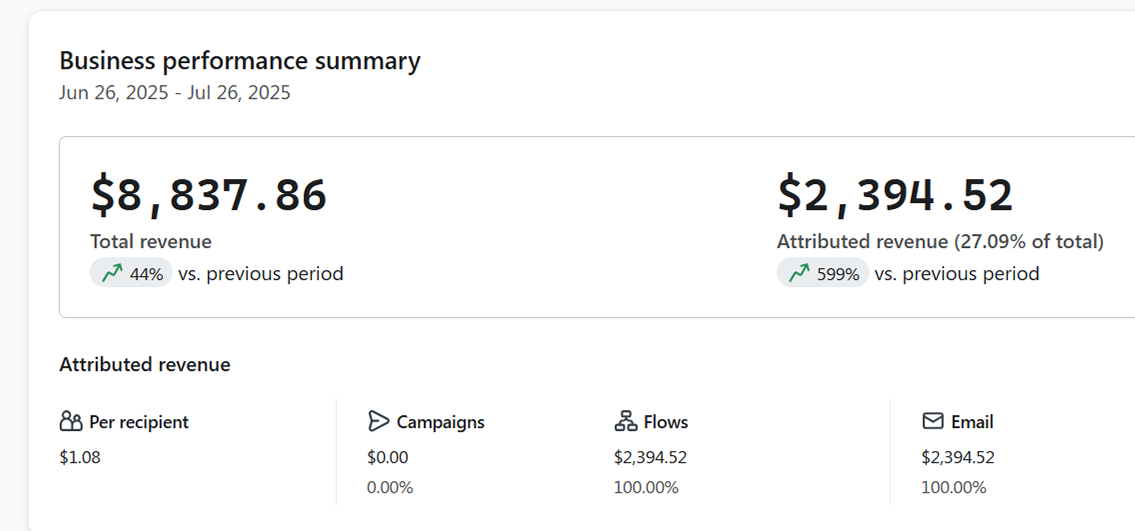 Business performance summary
Jun 26, 2025 - Jul 26, 2025
$8,837.86
Total revenue
44% vs. previous period
$2,394.52
Attributed revenue (27.09% of total)
599% vs. previous period
Attributed revenue
Per recipient
$1.08
Campaigns
$0.00
0.00%
Flows
$2,394.52
100.00%
Email
$2,394.52
100.00%